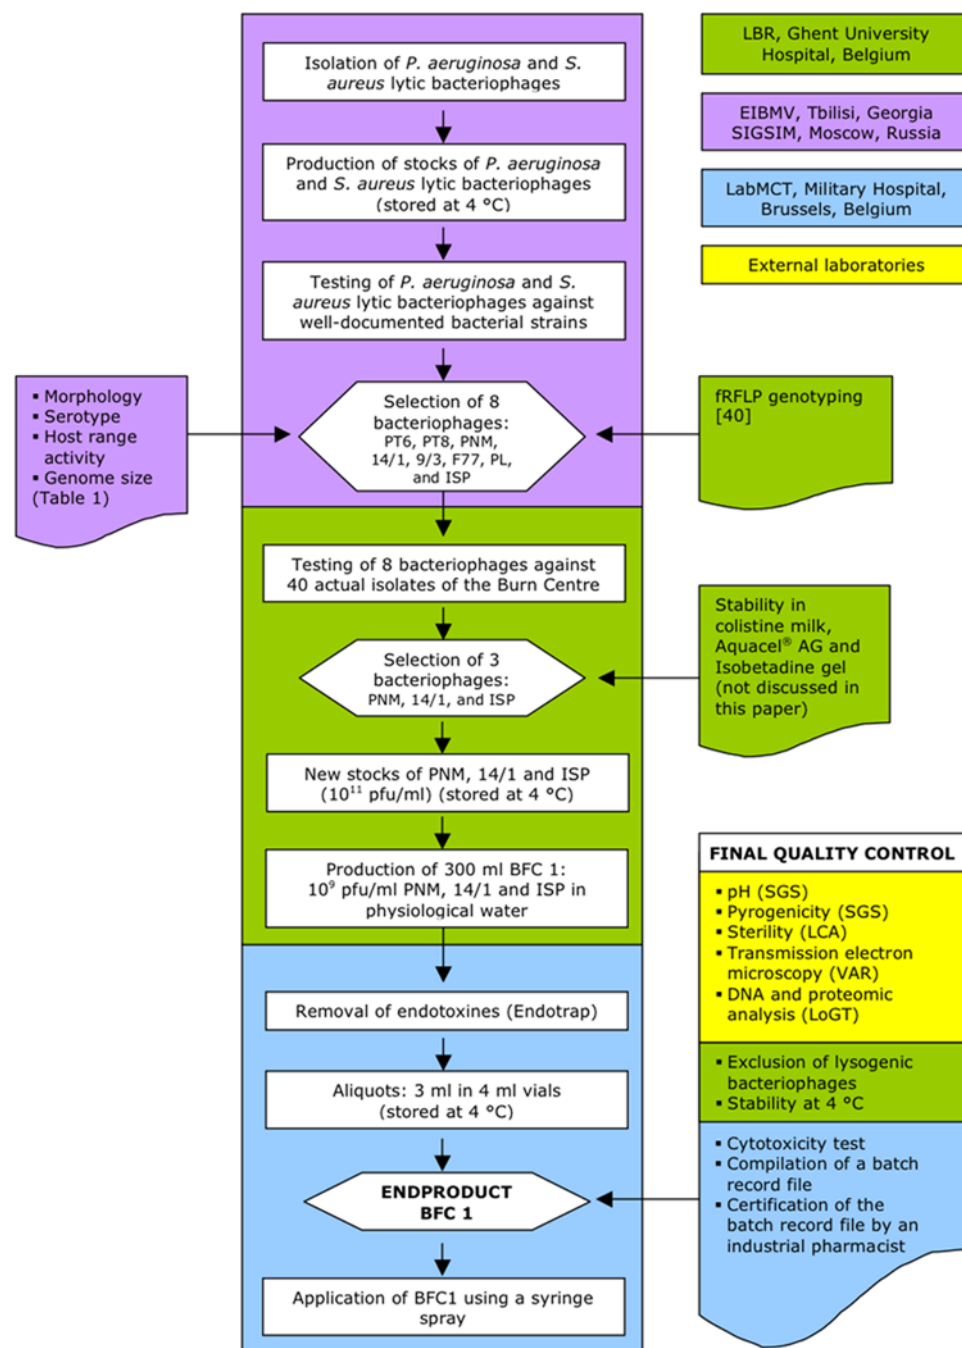 Isolation of P. aeruginosa and S.
aureus lytic bacteriophages
Production of stocks of P. aeruginosa
and S. aureus lytic bacteriophages
(stored at 4 °C)
Testing of P. aeruginosa and S.
aureus lytic bacteriophages against
well-documented bacterial strains
Selection of 8
bacteriophages:
PT6, PT8, PNM,
14/1, 9/3, F77, PL,
and ISP
▪ Morphology
▪ Serotype
▪ Host range
activity
▪ Genome size
(Table 1)
fRFLP genotyping
[40]
LBR, Ghent University
Hospital, Belgium
EIBMV, Tbilisi, Georgia
SIGSIM, Moscow, Russia
LabMCT, Military Hospital,
Brussels, Belgium
External laboratories
Testing of 8 bacteriophages against
40 actual isolates of the Burn Centre
Selection of 3
bacteriophages:
PNM, 14/1, and ISP
Stability in
colistine milk,
Aquacel® AG and
Isobetadine gel
(not discussed in
this paper)
New stocks of PNM, 14/1 and ISP
(10¹¹ pfu/ml) (stored at 4 °C)
Production of 300 ml BFC 1:
10⁹ pfu/ml PNM, 14/1 and ISP in
physiological water
Removal of endotoxines (Endotrap)
Aliquots: 3 ml in 4 ml vials
(stored at 4 °C)
ENDPRODUCT
BFC 1
Application of BFC1 using a syringe
spray
FINAL QUALITY CONTROL
▪ pH (SGS)
▪ Pyrogenicity (SGS)
▪ Sterility (LCA)
▪ Transmission electron
microscopy (VAR)
▪ DNA and proteomic
analysis (LoGT)
▪ Exclusion of lysogenic
bacteriophages
▪ Stability at 4 °C
▪ Cytotoxicity test
▪ Compilation of a batch
record file
▪ Certification of the
batch record file by an
industrial pharmacist